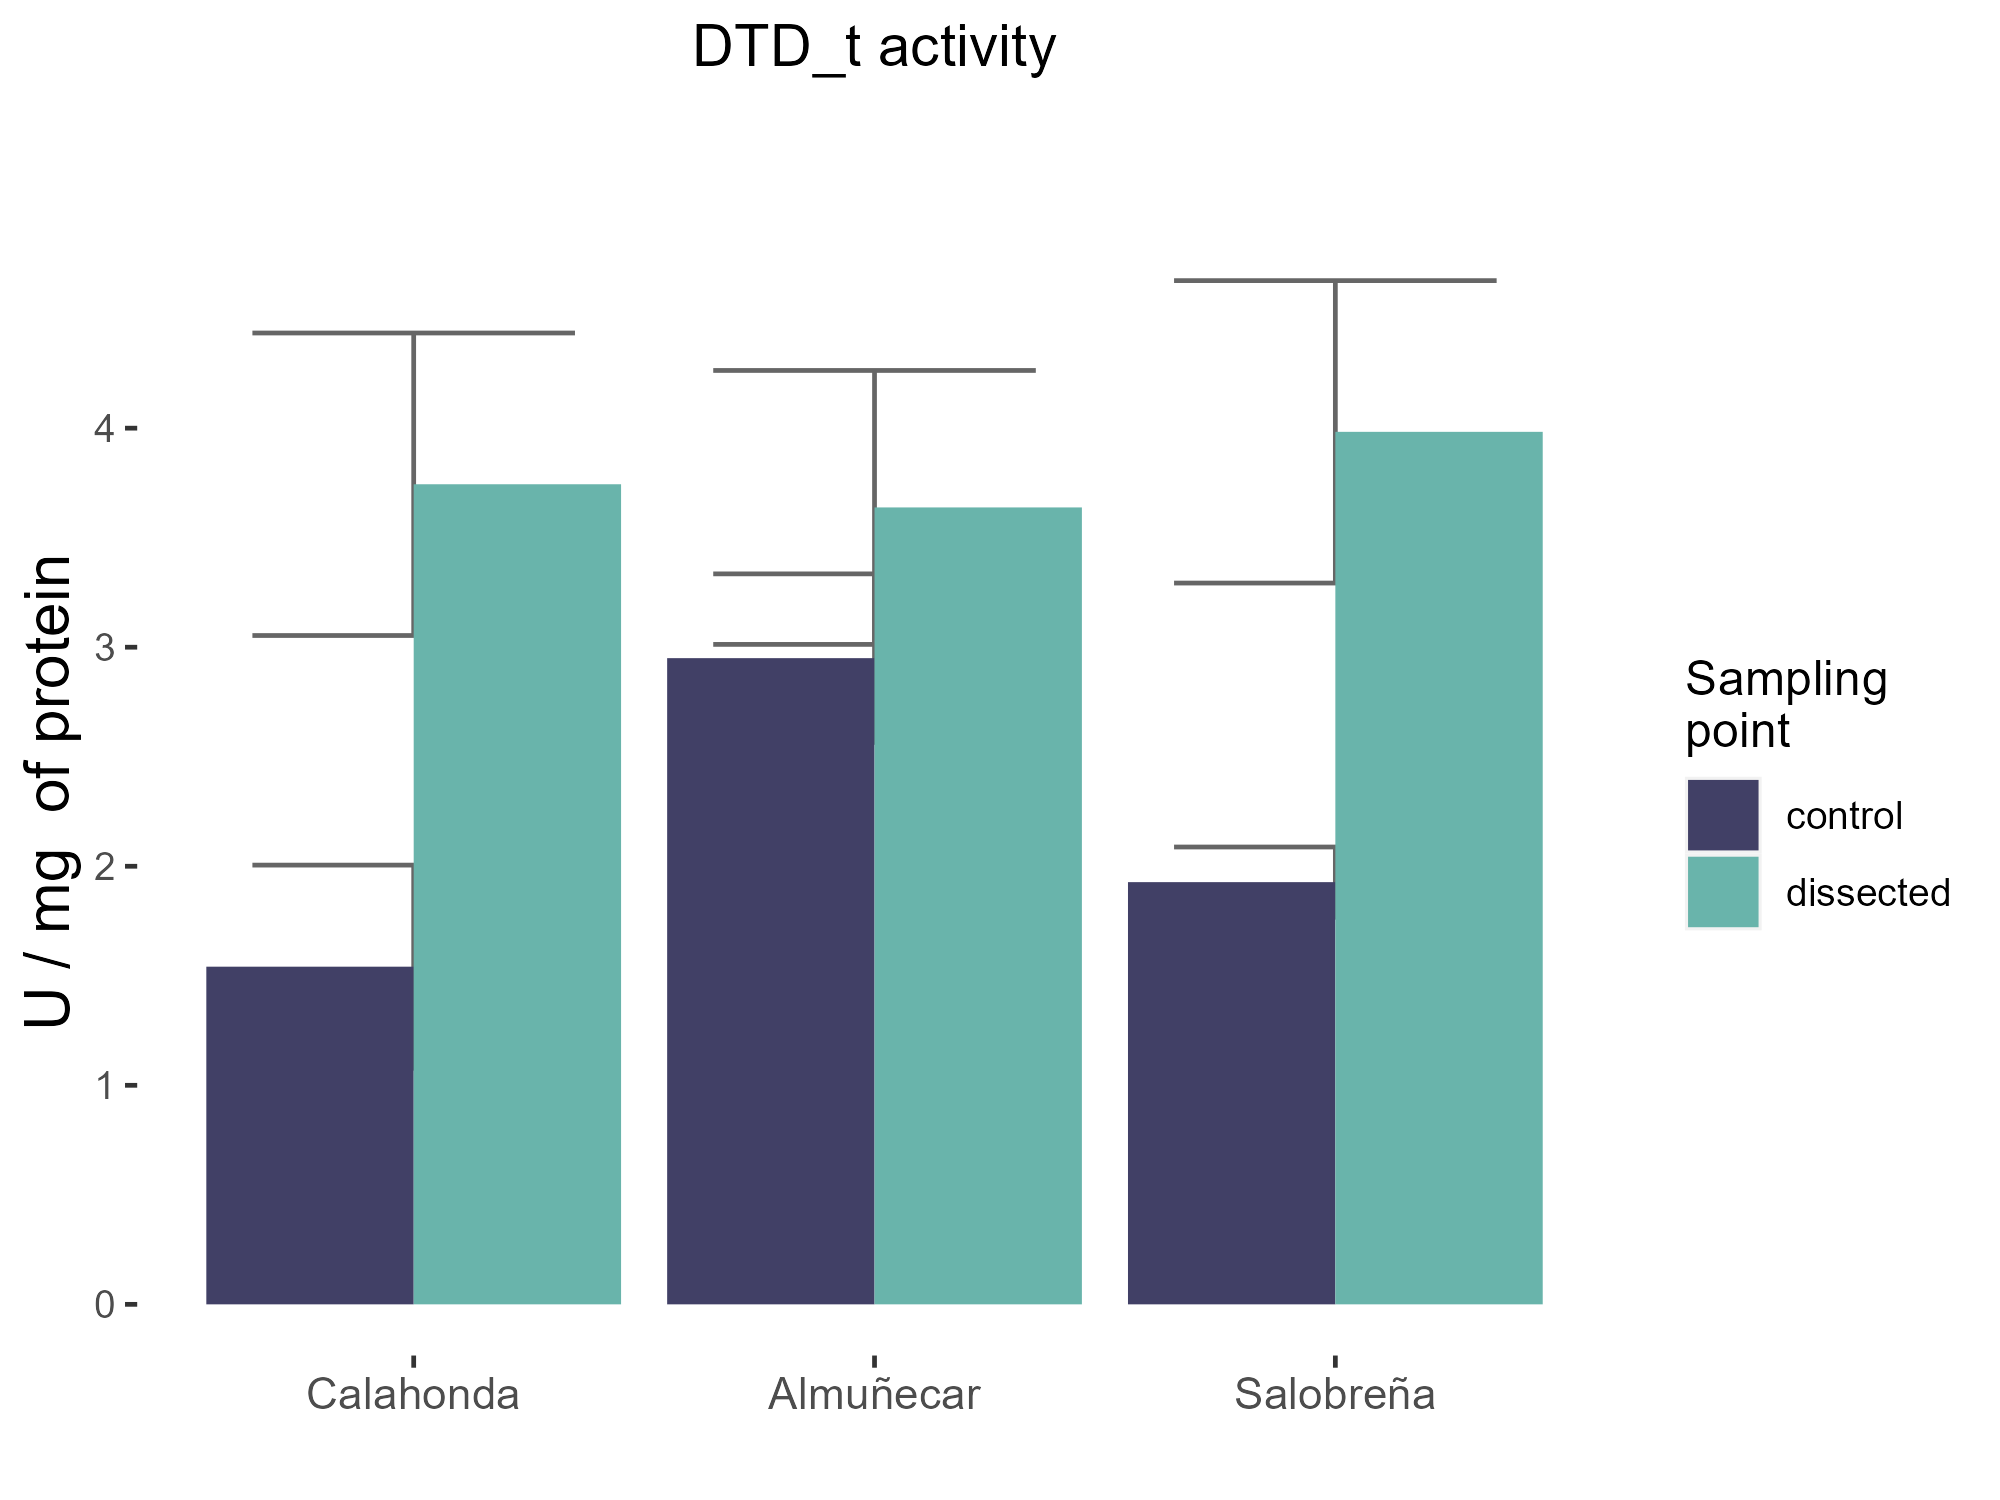 DTD_t activity
U / mg  of protein
4
3
2
1
0
Calahonda
Almuñecar
Salobreña
Sampling
point
control
dissected